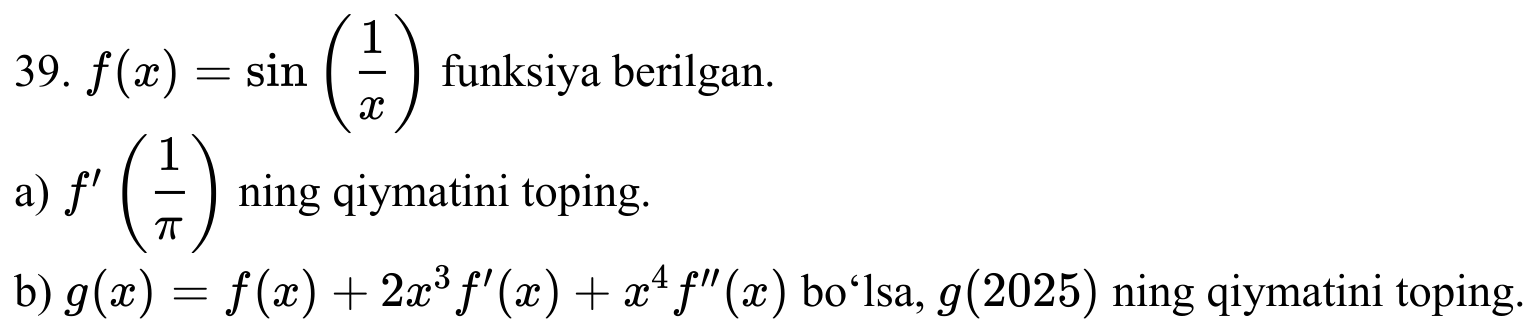 39. f(x) = sin(1/x) funksiya berilgan.
a) f′(1/π) ning qiymatini toping.
b) g(x) = f(x) + 2x³f′(x) + x⁴f″(x) bo‘lsa, g(2025) ning qiymatini toping.